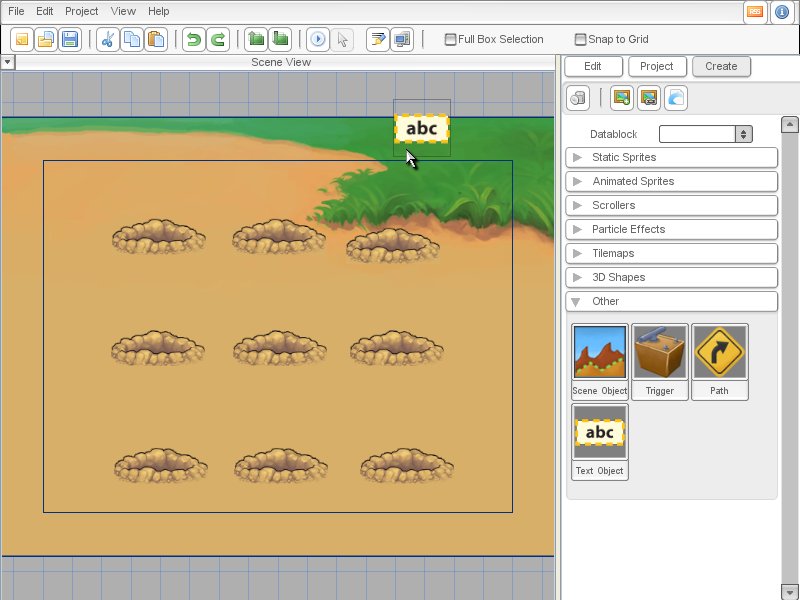 File Edit Project View Help
Full Box Selection
Snap to Grid
Scene View
Edit
Project
Create
abc
Datablock
Static Sprites
Animated Sprites
Scrollers
Particle Effects
Tilemaps
3D Shapes
Other
Scene Object
Trigger
Path
abc
Text Object